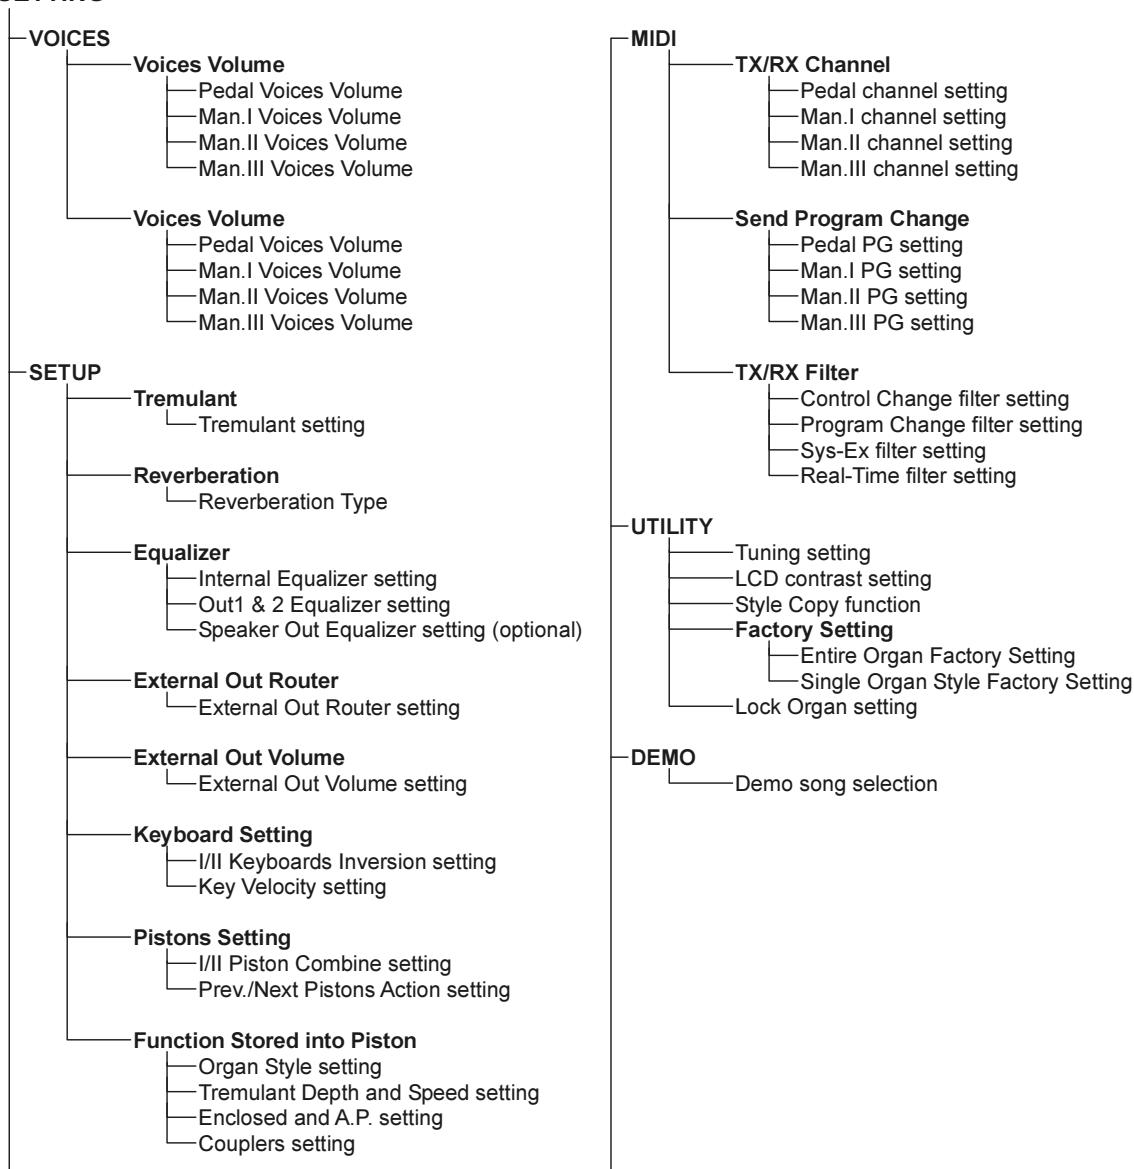 VOICES
Voices Volume
Pedal Voices Volume
Man.I Voices Volume
Man.II Voices Volume
Man.III Voices Volume
Voices Volume
Pedal Voices Volume
Man.I Voices Volume
Man.II Voices Volume
Man.III Voices Volume
SETUP
Tremulant
Tremulant setting
Reverberation
Reverberation Type
Equalizer
Internal Equalizer setting
Out1 & 2 Equalizer setting
Speaker Out Equalizer setting (optional)
External Out Router
External Out Router setting
External Out Volume
External Out Volume setting
Keyboard Setting
I/II Keyboards Inversion setting
Key Velocity setting
Pistons Setting
I/II Piston Combine setting
Prev./Next Pistons Action setting
Function Stored into Piston
Organ Style setting
Tremulant Depth and Speed setting
Enclosed and A.P. setting
Couplers setting
MIDI
TX/RX Channel
Pedal channel setting
Man.I channel setting
Man.II channel setting
Man.III channel setting
Send Program Change
Pedal PG setting
Man.I PG setting
Man.II PG setting
Man.III PG setting
TX/RX Filter
Control Change filter setting
Program Change filter setting
Sys-Ex filter setting
Real-Time filter setting
UTILITY
Tuning setting
LCD contrast setting
Style Copy function
Factory Setting
Entire Organ Factory Setting
Single Organ Style Factory Setting
Lock Organ setting
DEMO
Demo song selection